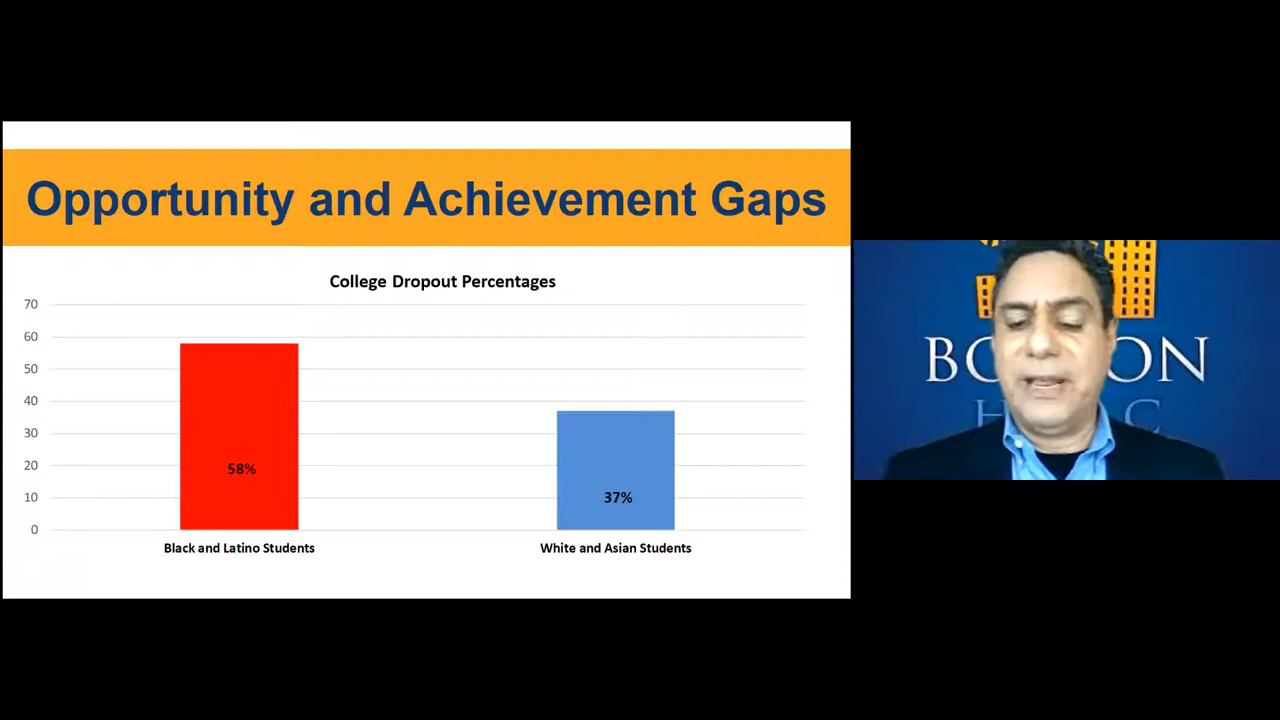 Opportunity and Achievement Gaps
College Dropout Percentages
70
60
50
40
30
20
10
0
58%
37%
Black and Latino Students
White and Asian Students